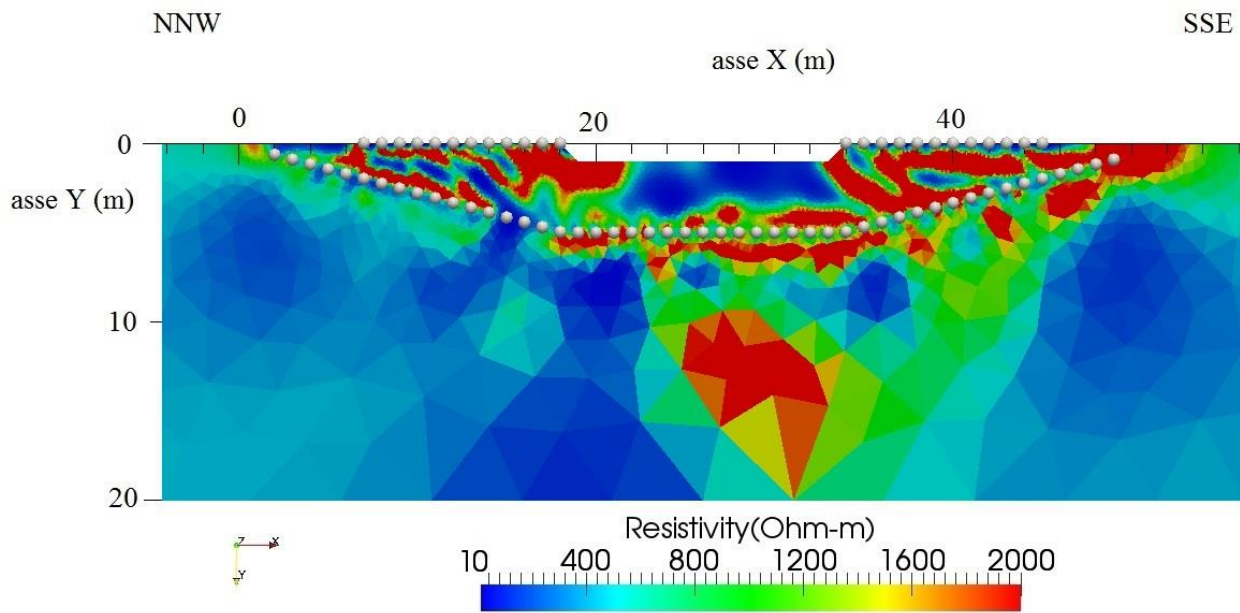 NNW SSE
asse X (m)
0 20 40
0
asse Y (m)
10
20
Resistivity(Ohm-m)
Z X
10 400 800 1200 1600 2000
Y